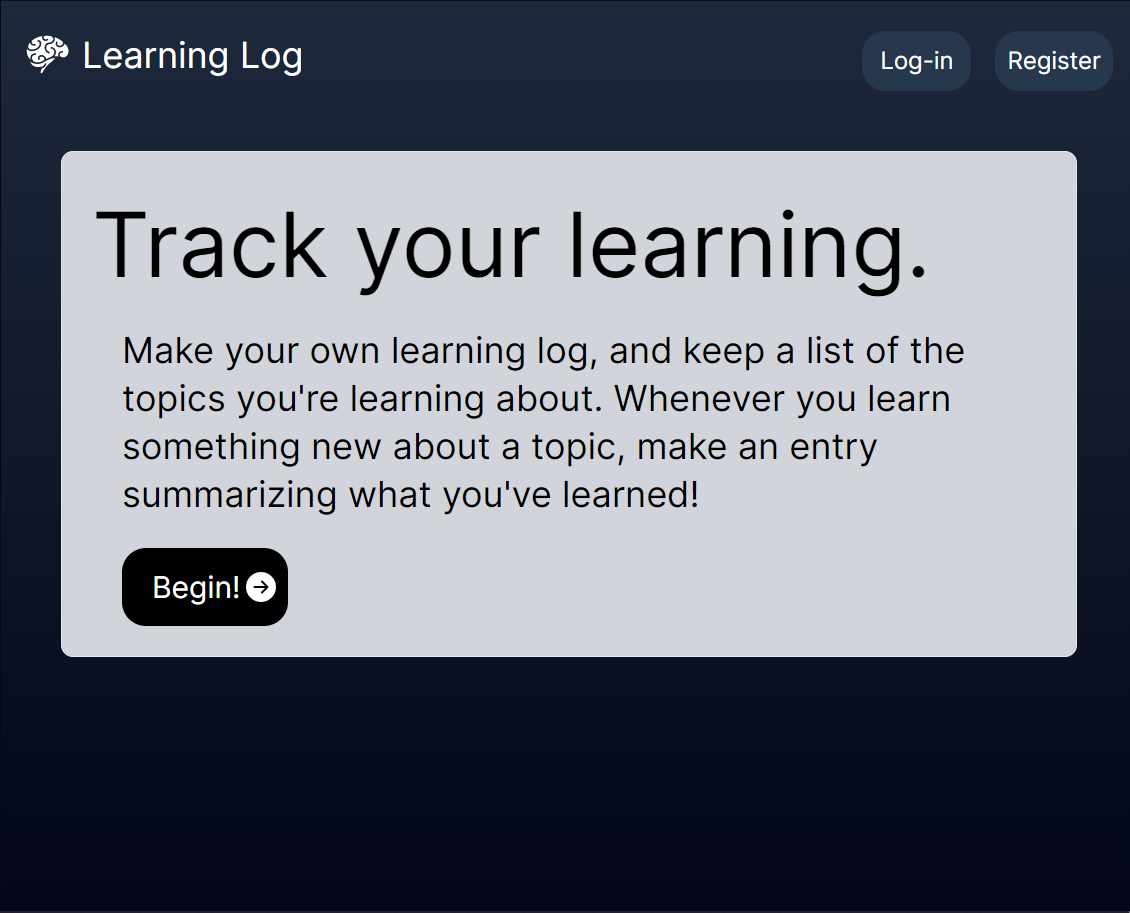 Learning Log
Log-in
Register
Track your learning.
Make your own learning log, and keep a list of the
topics you're learning about. Whenever you learn
something new about a topic, make an entry
summarizing what you've learned!
Begin!